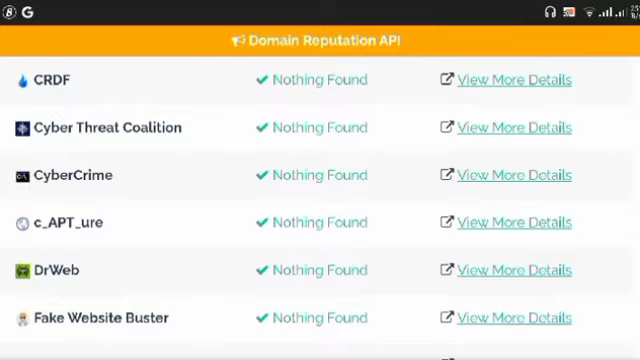 Domain Reputation API
CRDF Nothing Found View More Details
Cyber Threat Coalition Nothing Found View More Details
CyberCrime Nothing Found View More Details
c_APT_ure Nothing Found View More Details
DrWeb Nothing Found View More Details
Fake Website Buster Nothing Found View More Details